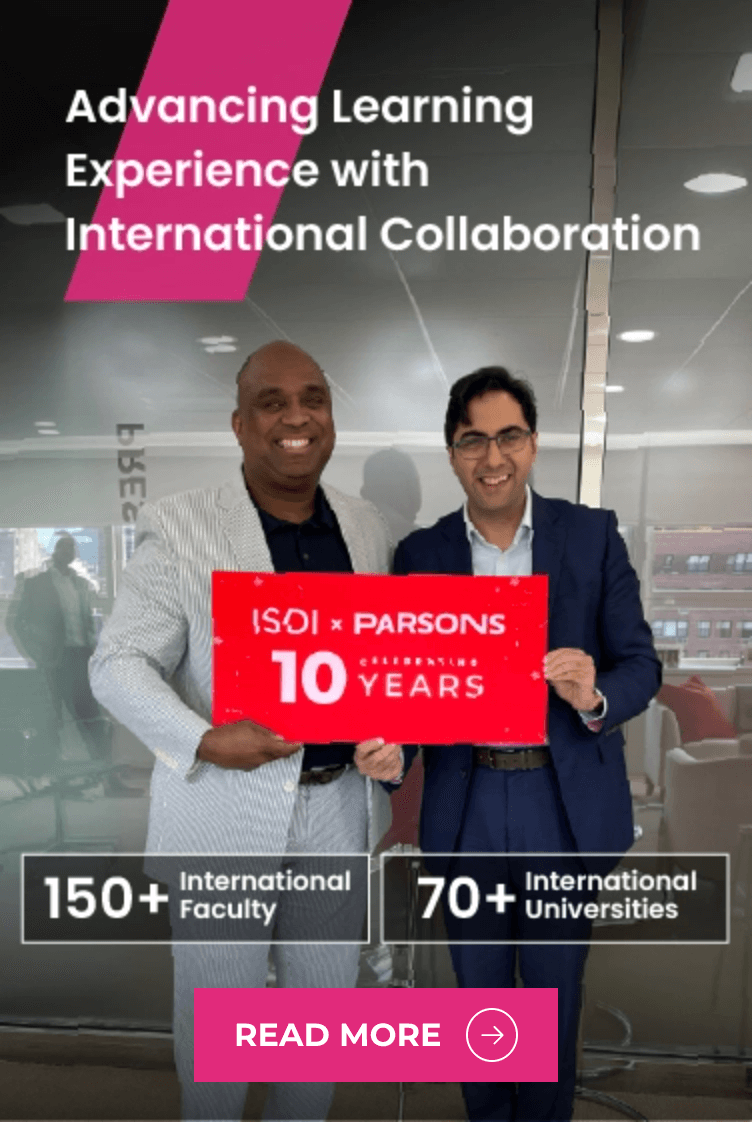 Advancing Learning
Experience with
International Collaboration
PRES
ISDI x PARSONS
10 CELEBRATING
YEARS
150+ International
Faculty
70+ International
Universities
READ MORE